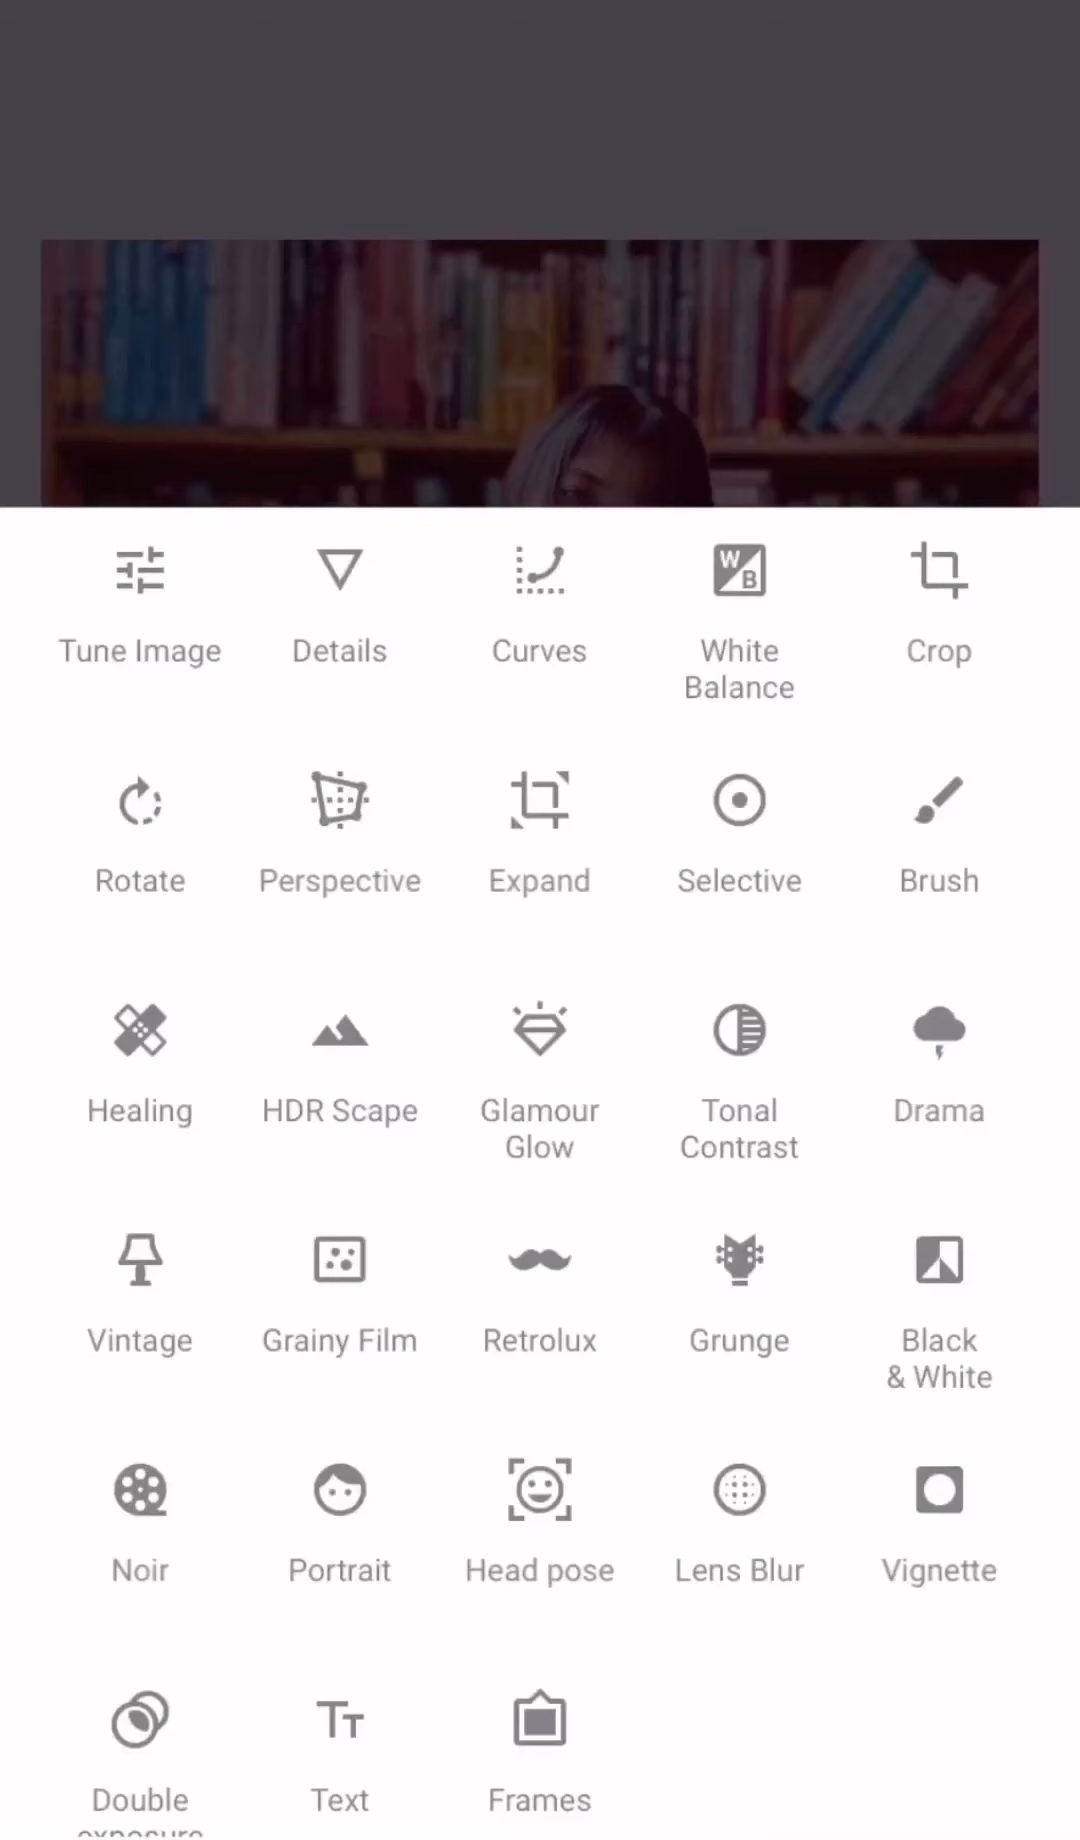 Tune Image
Details
Curves
White
Balance
Crop
Rotate
Perspective
Expand
Selective
Brush
Healing
HDR Scape
Glamour
Glow
Tonal
Contrast
Drama
Vintage
Grainy Film
Retrolux
Grunge
Black
& White
Noir
Portrait
Head pose
Lens Blur
Vignette
Double
exposure
Text
Frames